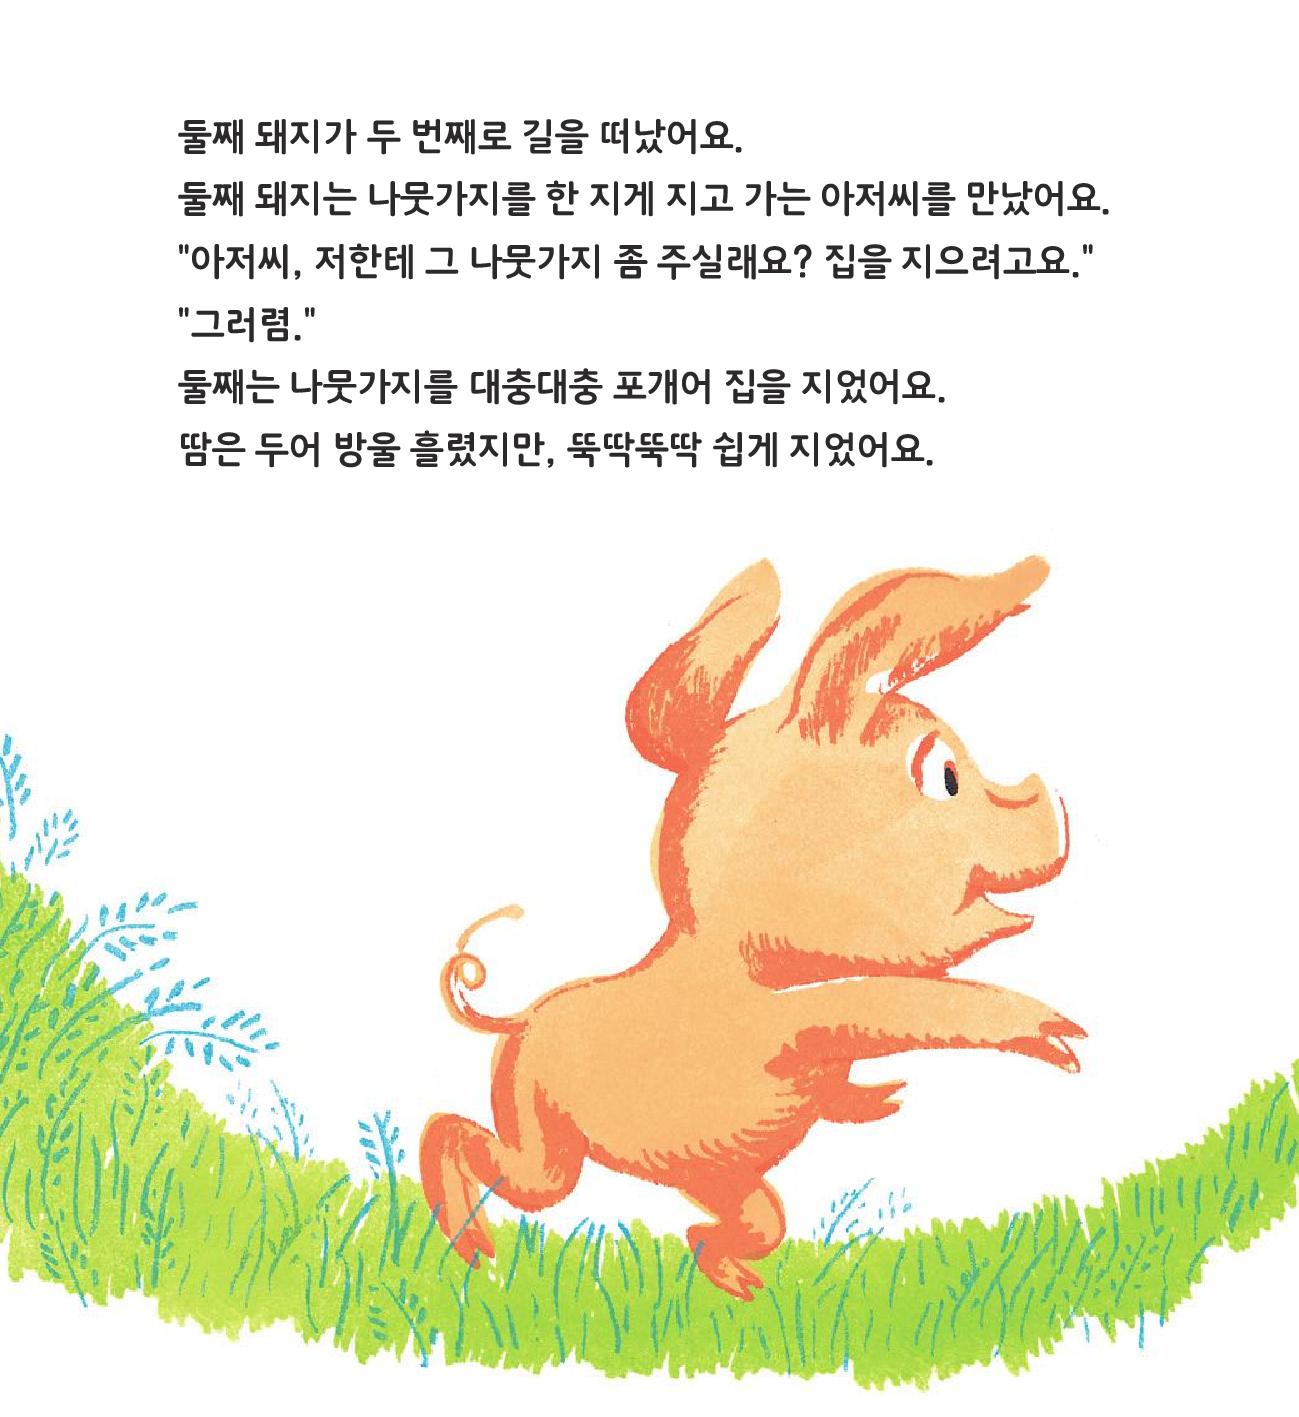 둘째 돼지가 두 번째로 길을 떠났어요.
둘째 돼지는 나뭇가지를 한 지게 지고 가는 아저씨를 만났어요.
"아저씨, 저한테 그 나뭇가지 좀 주실래요? 집을 지으려고요."
"그러렴."
둘째는 나뭇가지를 대충대충 포개어 집을 지었어요.
땀은 두어 방울 흘렸지만, 뚝딱뚝딱 쉽게 지었어요.